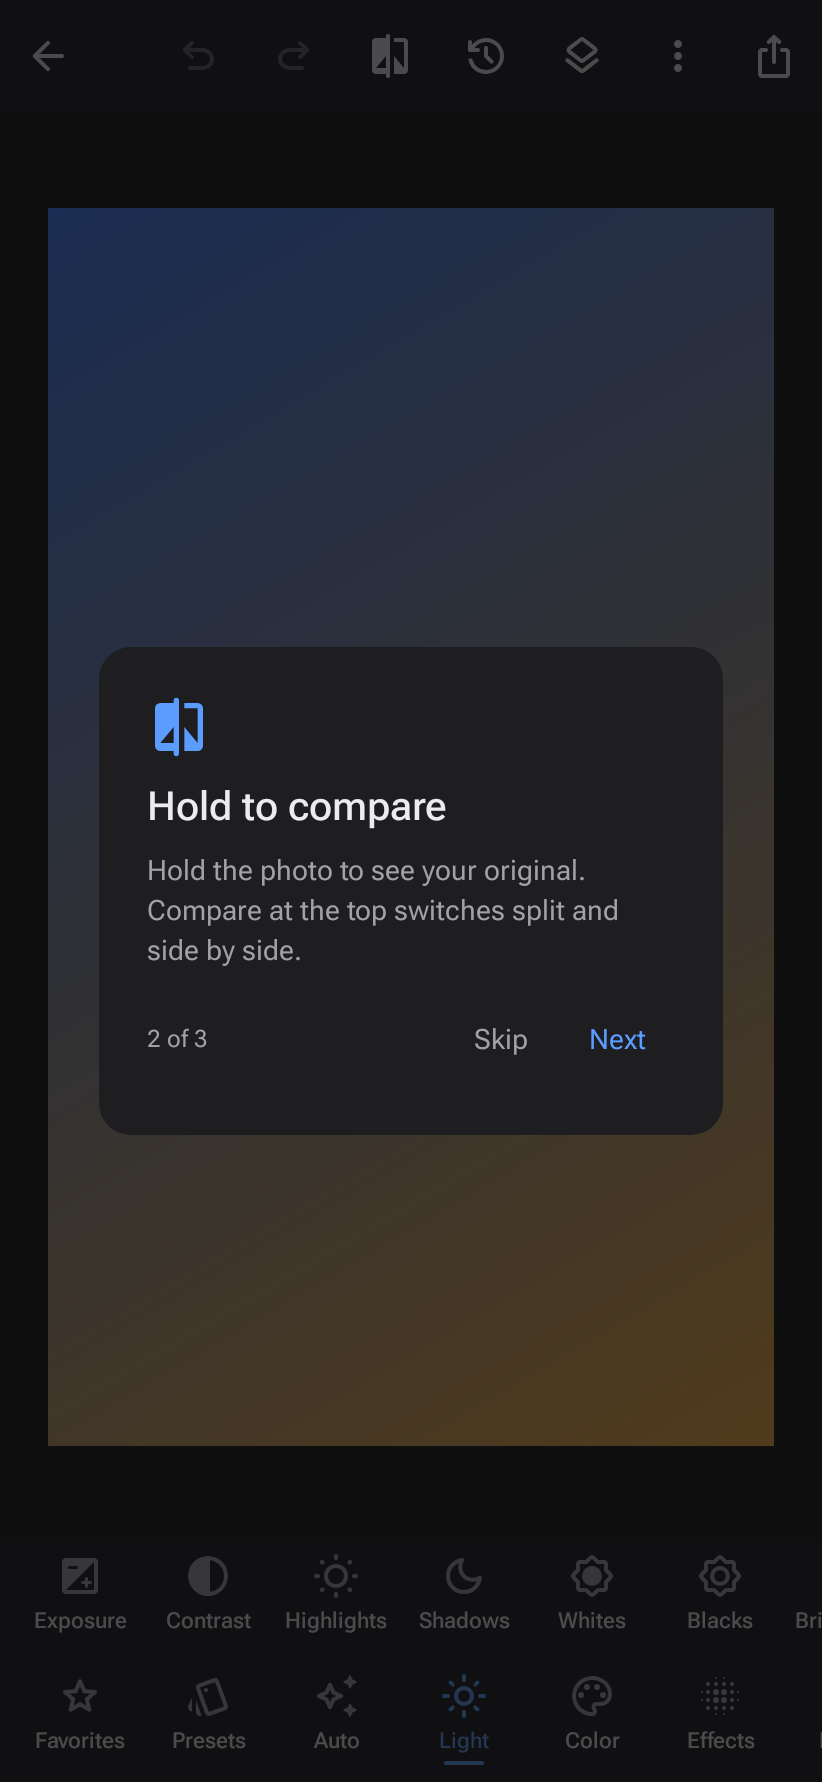 Hold to compare
Hold the photo to see your original.
Compare at the top switches split and
side by side.
2 of 3
Skip
Next
Exposure
Contrast
Highlights
Shadows
Whites
Blacks
Bri
Favorites
Presets
Auto
Light
Color
Effects